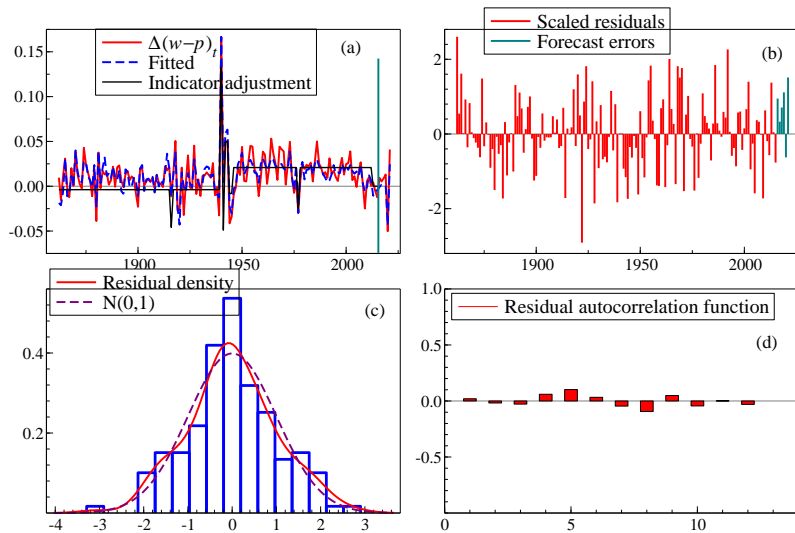 Δ(w−p)t
Fitted
Indicator adjustment
(a)
0.15
0.10
0.05
0.00
-0.05
1900 1950 2000
Scaled residuals
Forecast errors
(b)
2
0
-2
1900 1950 2000
Residual density
N(0,1)
(c)
0.4
0.2
-4 -3 -2 -1 0 1 2 3
Residual autocorrelation function
(d)
1.0
0.5
0.0
-0.5
0 5 10